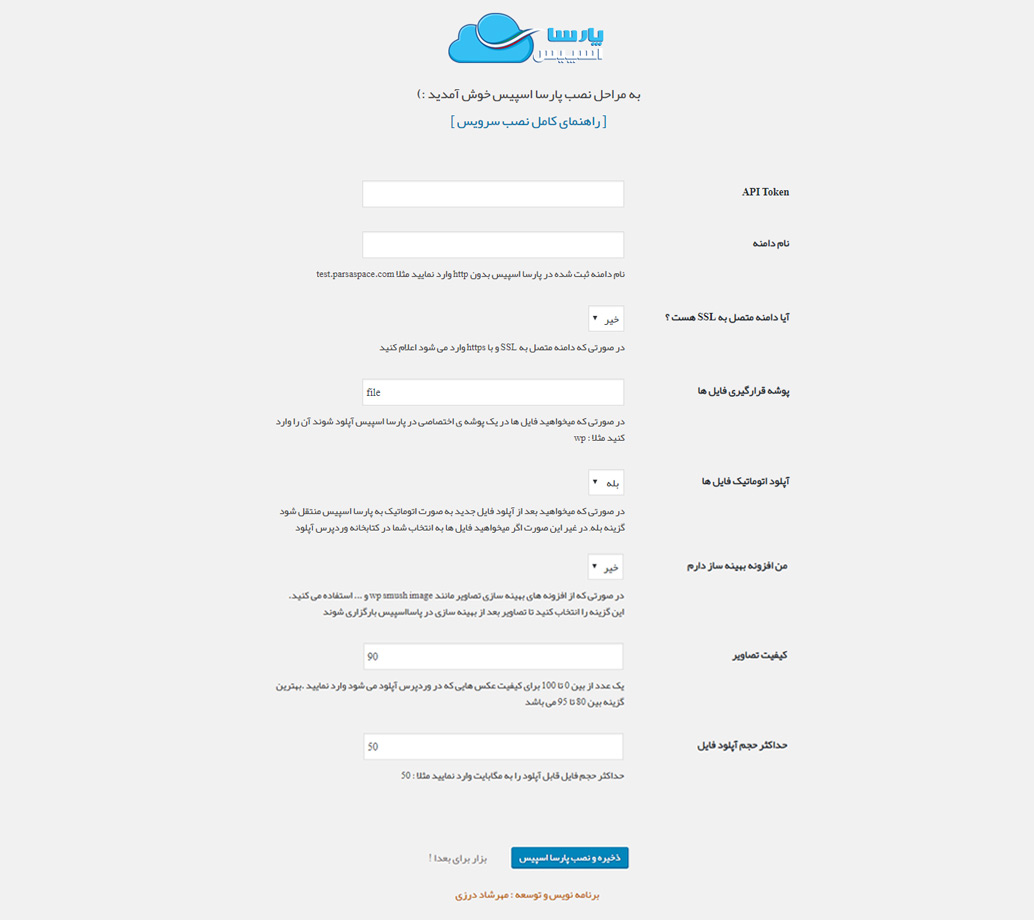 پارسا
اسپیس
به مراحل نصب پارسا اسپیس خوش آمدید :)
[ راهنمای کامل نصب سرویس ]
API Token
نام دامنه
نام دامنه ثبت شده در پارسا اسپیس بدون http وارد نمایید مثلا test.parsaspace.com
آیا دامنه متصل به SSL هست ؟
خیر
در صورتی که دامنه متصل به SSL و با https وارد می شود اعلام کنید
پوشه قرارگیری فایل ها
file
در صورتی که میخواهید فایل ها در یک پوشه ی اختصاصی در پارسا اسپیس آپلود شوند آن را وارد
کنید مثلا : wp
آپلود اتوماتیک فایل ها
بله
در صورتی که میخواهید بعد از آپلود فایل جدید به صورت اتوماتیک به پارسا اسپیس منتقل شود
گزینه بله, در غیر این صورت اگر میخواهید فایل ها به انتخاب شما در کتابخانه وردپرس آپلود
من افزونه بهینه ساز دارم
خیر
در صورتی که از افزونه های بهینه سازی تصاویر مانند wp smush image و ... استفاده می کنید.
این گزینه را انتخاب کنید تا تصاویر بعد از بهینه سازی در پاسااسپیس بارگزاری شوند
کیفیت تصاویر
90
یک عدد از بین 0 تا 100 برای کیفیت عکس هایی که در وردپرس آپلود می شود وارد نمایید .بهترین
گزینه بین 80 تا 95 می باشد
حداکثر حجم آپلود فایل
50
حداکثر حجم فایل قابل آپلود را به مگابایت وارد نمایید مثلا : 50
ذخیره و نصب پارسا اسپیس
بزار برای بعدا !
برنامه نویس و توسعه : مهرشاد درزی